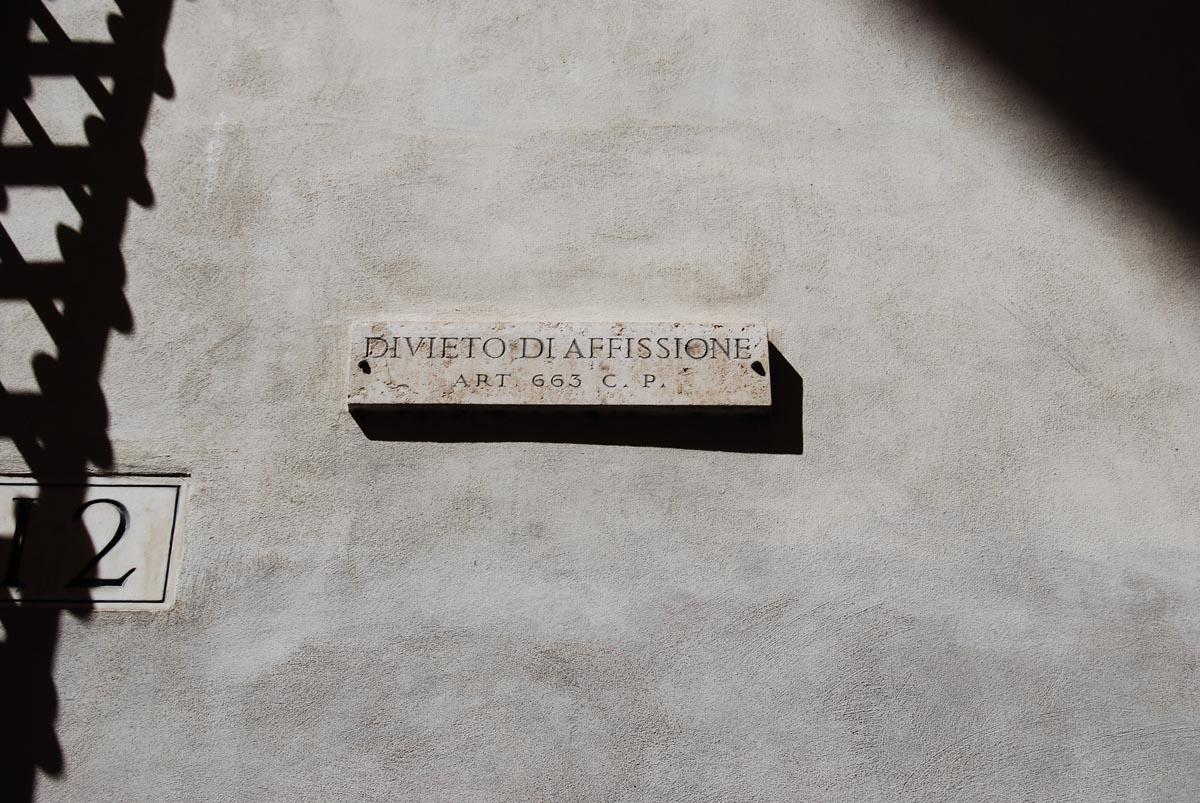 DIVIETO DI AFFISSIONE
ART. 663 C. P.
12